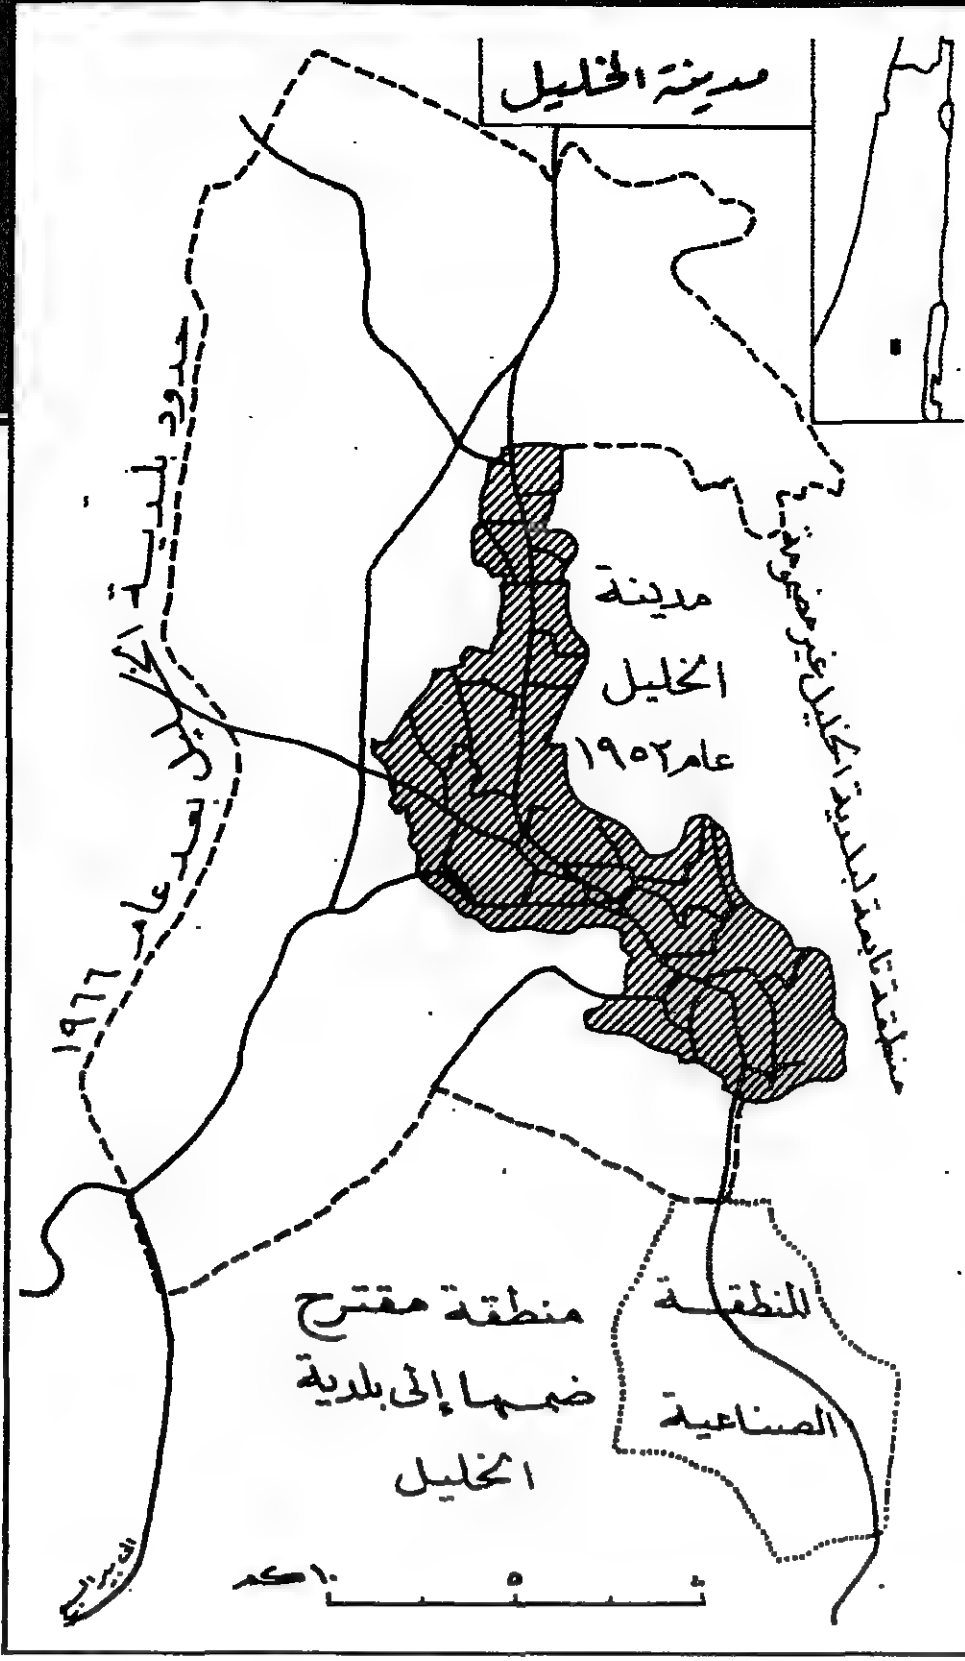 مدينة الخليل
حدود بلدية الخليل بعد عام ١٩٦٦
مدينة
الخليل
عام ١٩٥٢
منطقة تابعة لبلدية الخليل غير مضمومة
المنطقة
الصناعية
منطقة مقترح
ضمها إلى بلدية
الخليل
١٠ كم
٥
٠